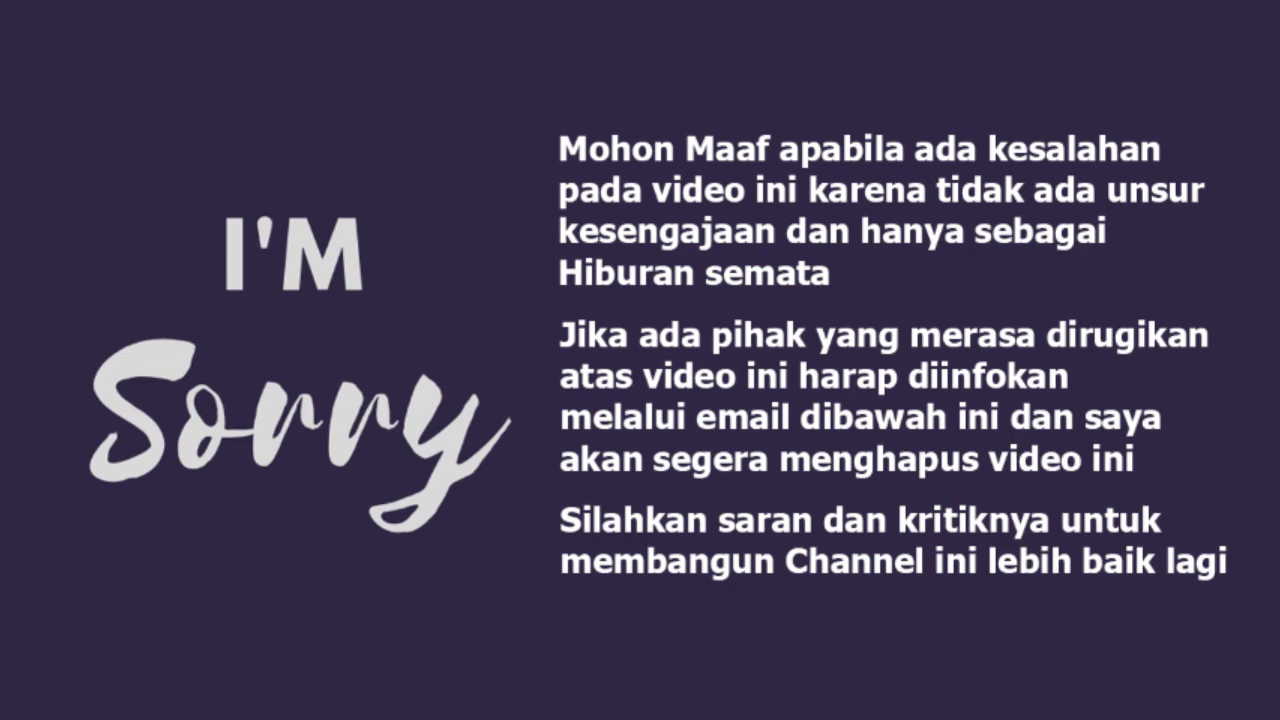 I'M
Sorry
Mohon Maaf apabila ada kesalahan
pada video ini karena tidak ada unsur
kesengajaan dan hanya sebagai
Hiburan semata
Jika ada pihak yang merasa dirugikan
atas video ini harap diinfokan
melalui email dibawah ini dan saya
akan segera menghapus video ini
Silahkan saran dan kritiknya untuk
membangun Channel ini lebih baik lagi